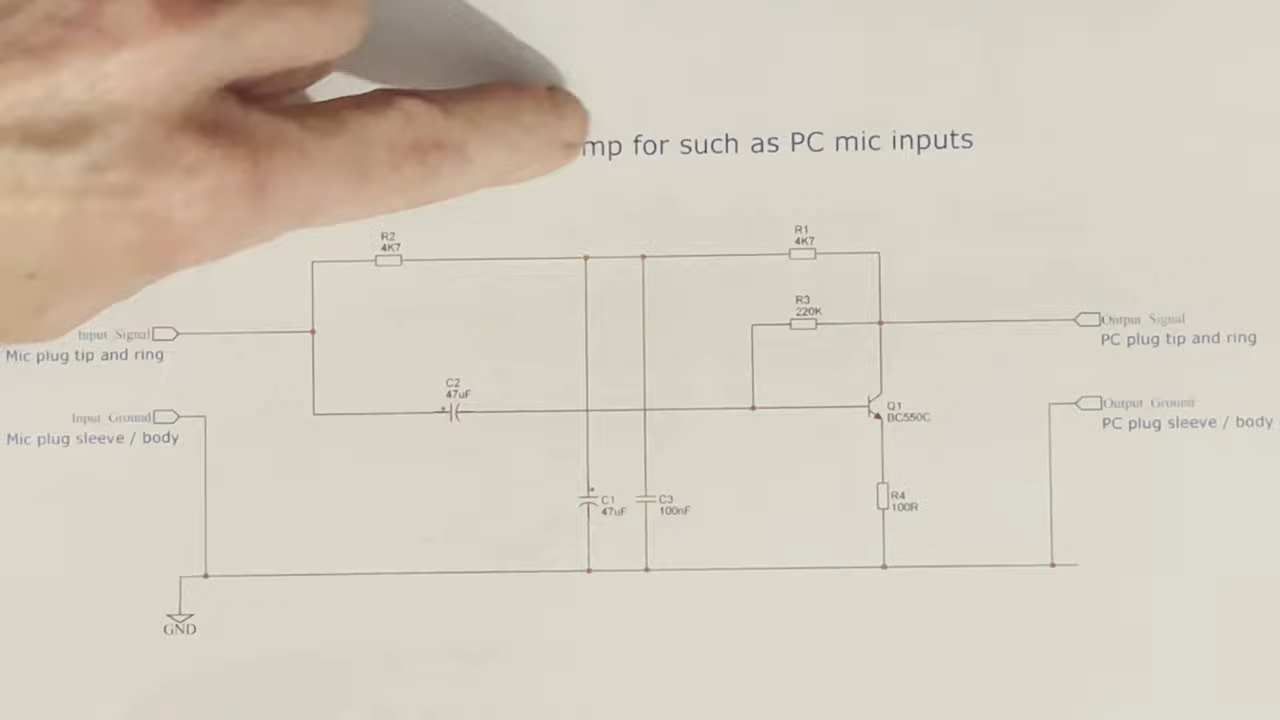 mp for such as PC mic inputs
R2
4K7
R1
4K7
R3
220K
Input Signal
Mic plug tip and ring
Output Signal
PC plug tip and ring
C2
47uF
Input Ground
Mic plug sleeve / body
Q1
BC550C
Output Ground
PC plug sleeve / body
C1
47uF
C3
100nF
R4
100R
GND